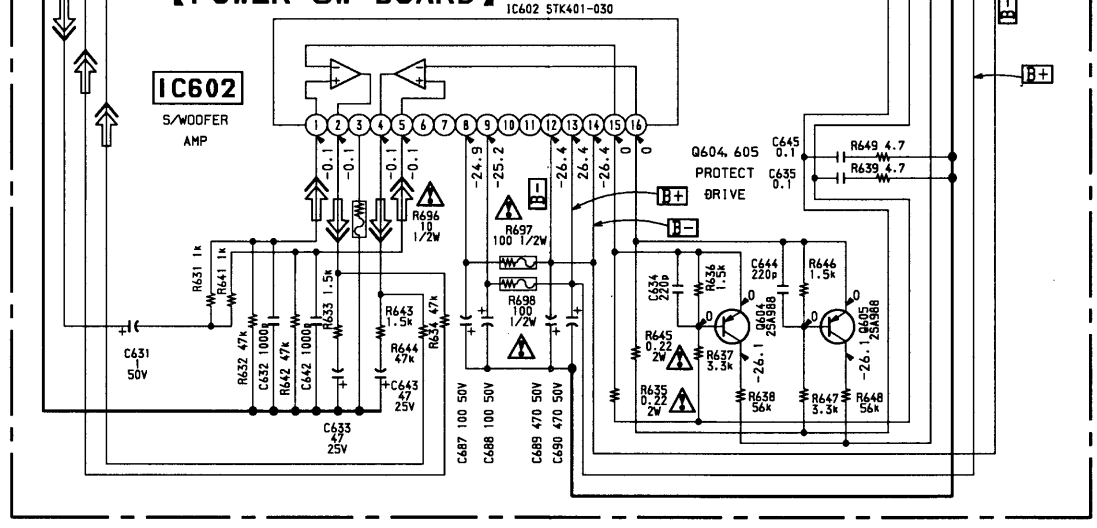 【POWER SW BOARD】
IC602 STK401-030
B-
B+
IC602
S/WOOFER
AMP
1 2 3 4 5 6 7 8 9 10 11 12 13 14 15 16
-0.1
-0.1
-0.1
-0.1
-24.9
-25.2
-26.4
26.4
-26.4
0
0
Q604, 605
PROTECT
DRIVE
C645
0.1
R649 4.7
C635
0.1
R639 4.7
R696
10
1/2W
R697
100 1/2W
B-
B+
B-
R631 1k
R641 1k
R698
100
1/2W
C634
220p
R636
1.5k
C644
220p
R646
1.5k
0
0
Q604
2SA988
-26.1
0
0
Q605
2SA988
-26.1
C631
1
50V
R632 47k
C632 1000p
R642 47k
C642 1000p
R633 1.5k
R643
1.5k
R644
47k
R634 47k
C643
47
25V
C633
47
25V
C687 100 50V
C688 100 50V
C689 470 50V
C690 470 50V
R645
0.22
2W
R637
3.3k
R635
0.22
2W
R638
56k
R647
3.3k
R648
56k